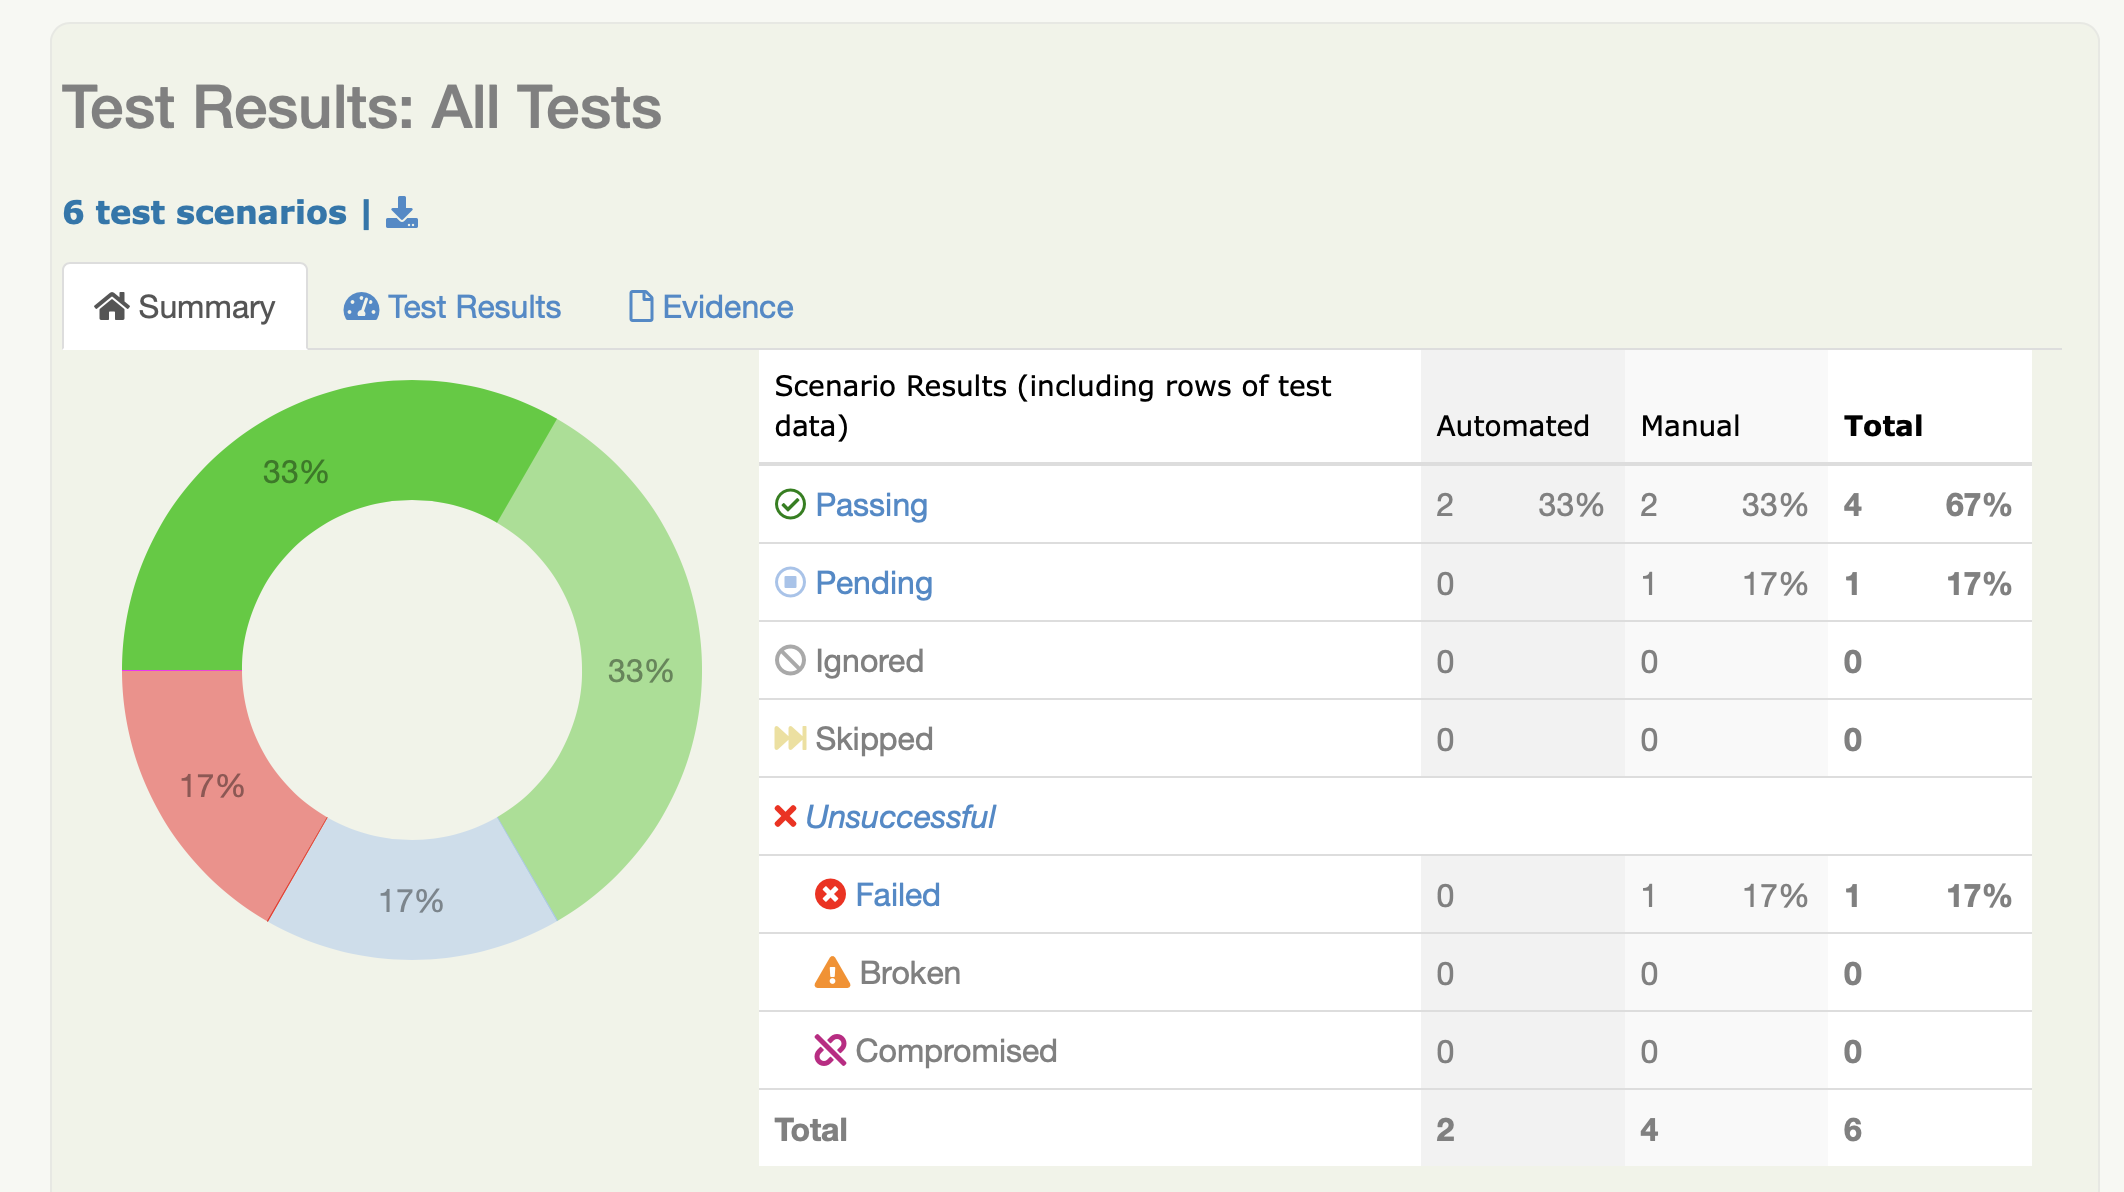 Test Results: All Tests
6 test scenarios |
Summary Test Results Evidence
33%
33%
17%
17%
Scenario Results (including rows of test
data) Automated Manual Total
Passing 2 33% 2 33% 4 67%
Pending 0 1 17% 1 17%
Ignored 0 0 0
Skipped 0 0 0
Unsuccessful
Failed 0 1 17% 1 17%
Broken 0 0 0
Compromised 0 0 0
Total 2 4 6